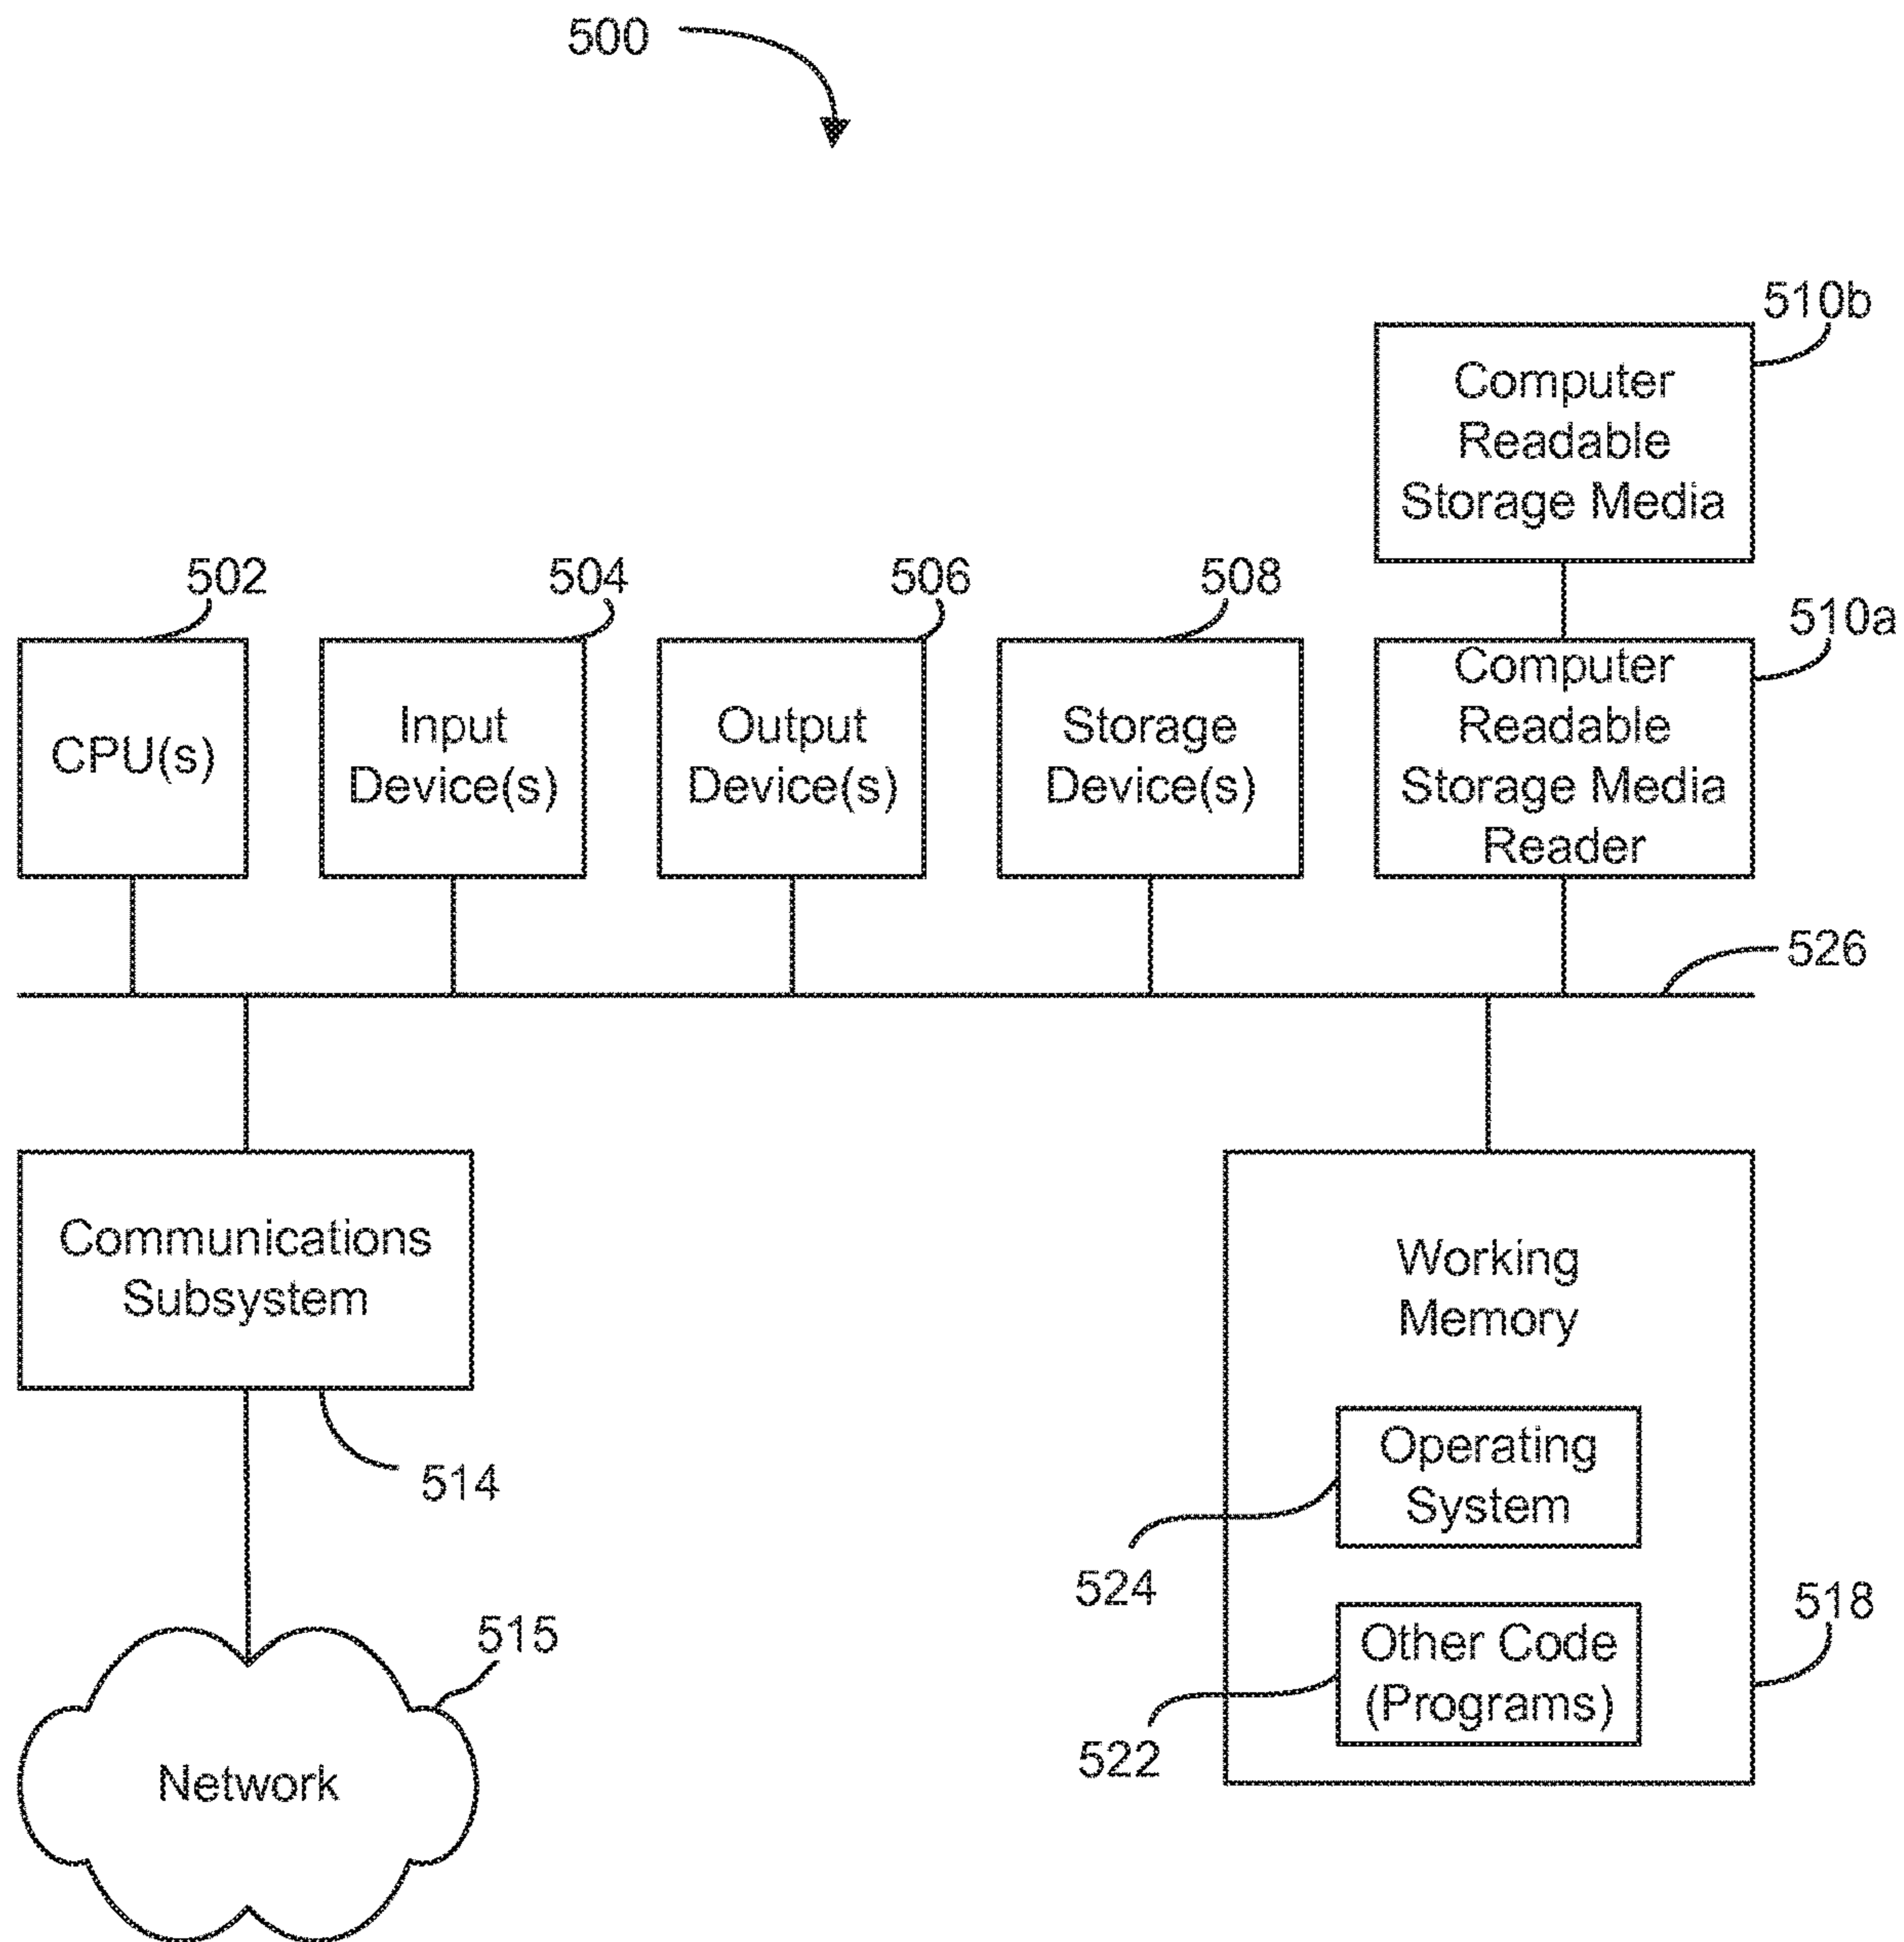 500
510b
Computer
Readable
Storage Media
502
504
506
508
510a
CPU(s)
Input
Device(s)
Output
Device(s)
Storage
Device(s)
Computer
Readable
Storage Media
Reader
526
Communications
Subsystem
514
Working
Memory
Operating
System
524
518
Other Code
(Programs)
522
515
Network